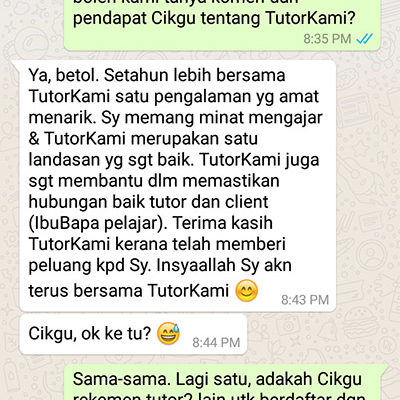 boleh kami tanya komen dan
pendapat Cikgu tentang TutorKami?
8:35 PM
Ya, betol. Setahun lebih bersama
TutorKami satu pengalaman yg amat
menarik. Sy memang minat mengajar
& TutorKami merupakan satu
landasan yg sgt baik. TutorKami juga
sgt membantu dlm memastikan
hubungan baik tutor dan client
(IbuBapa pelajar). Terima kasih
TutorKami kerana telah memberi
peluang kpd Sy. Insyaallah Sy akn
terus bersama TutorKami 😊
8:43 PM
Cikgu, ok ke tu? 😅
8:44 PM
Sama-sama. Lagi satu, adakah Cikgu
rekomen tutor2 lain utk berdaftar dgn